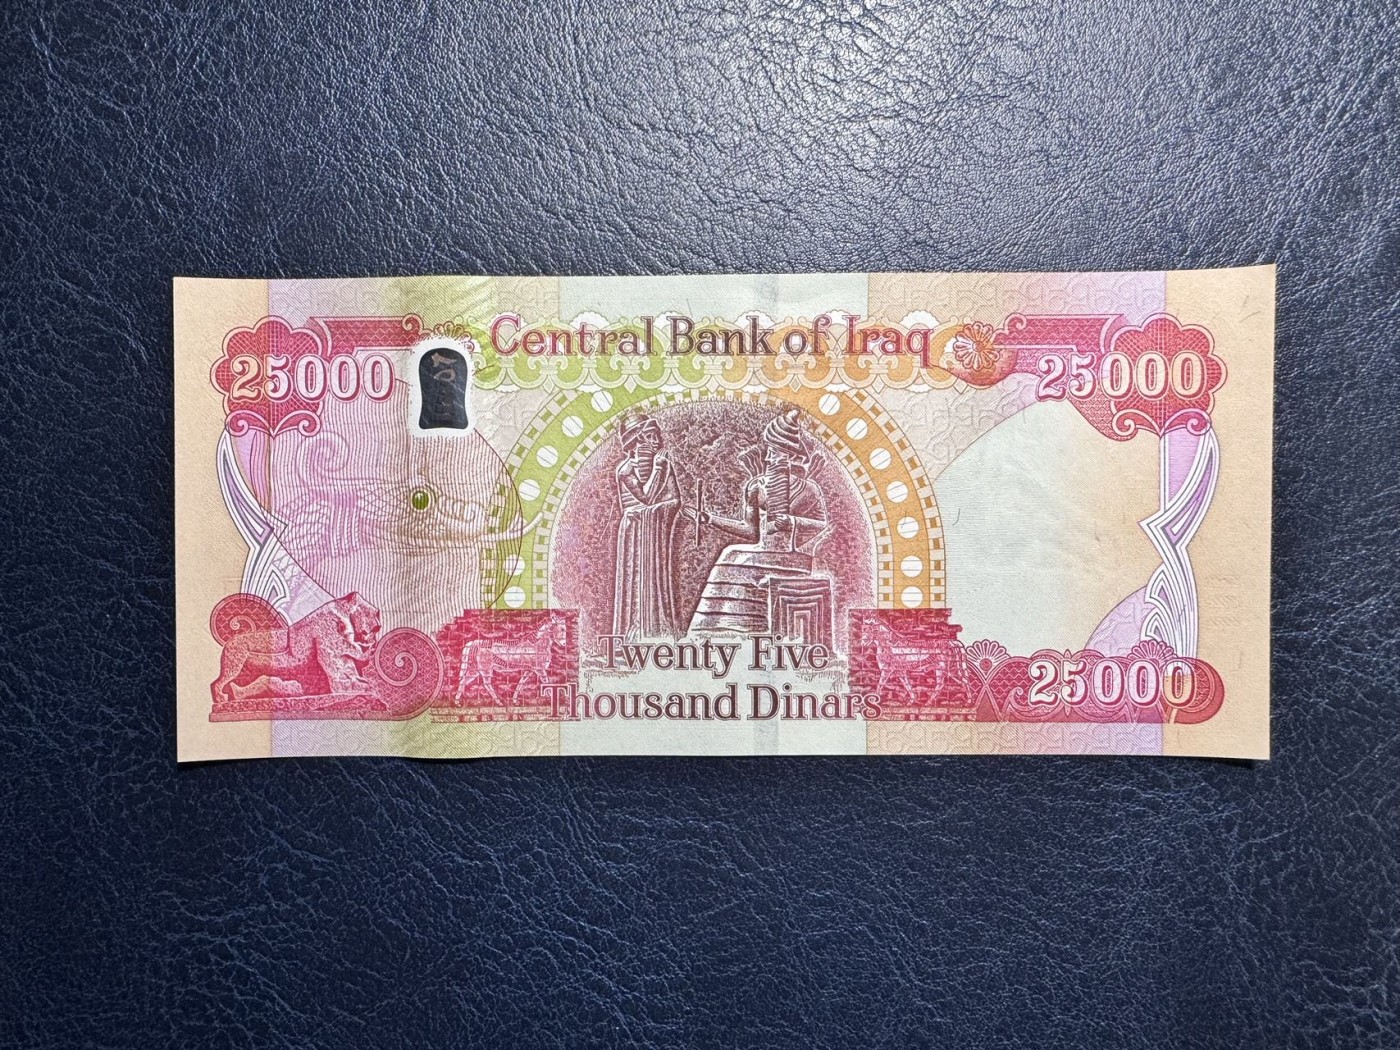 Central Bank of Iraq
25000
25000
Twenty Five
Thousand Dinars
25000